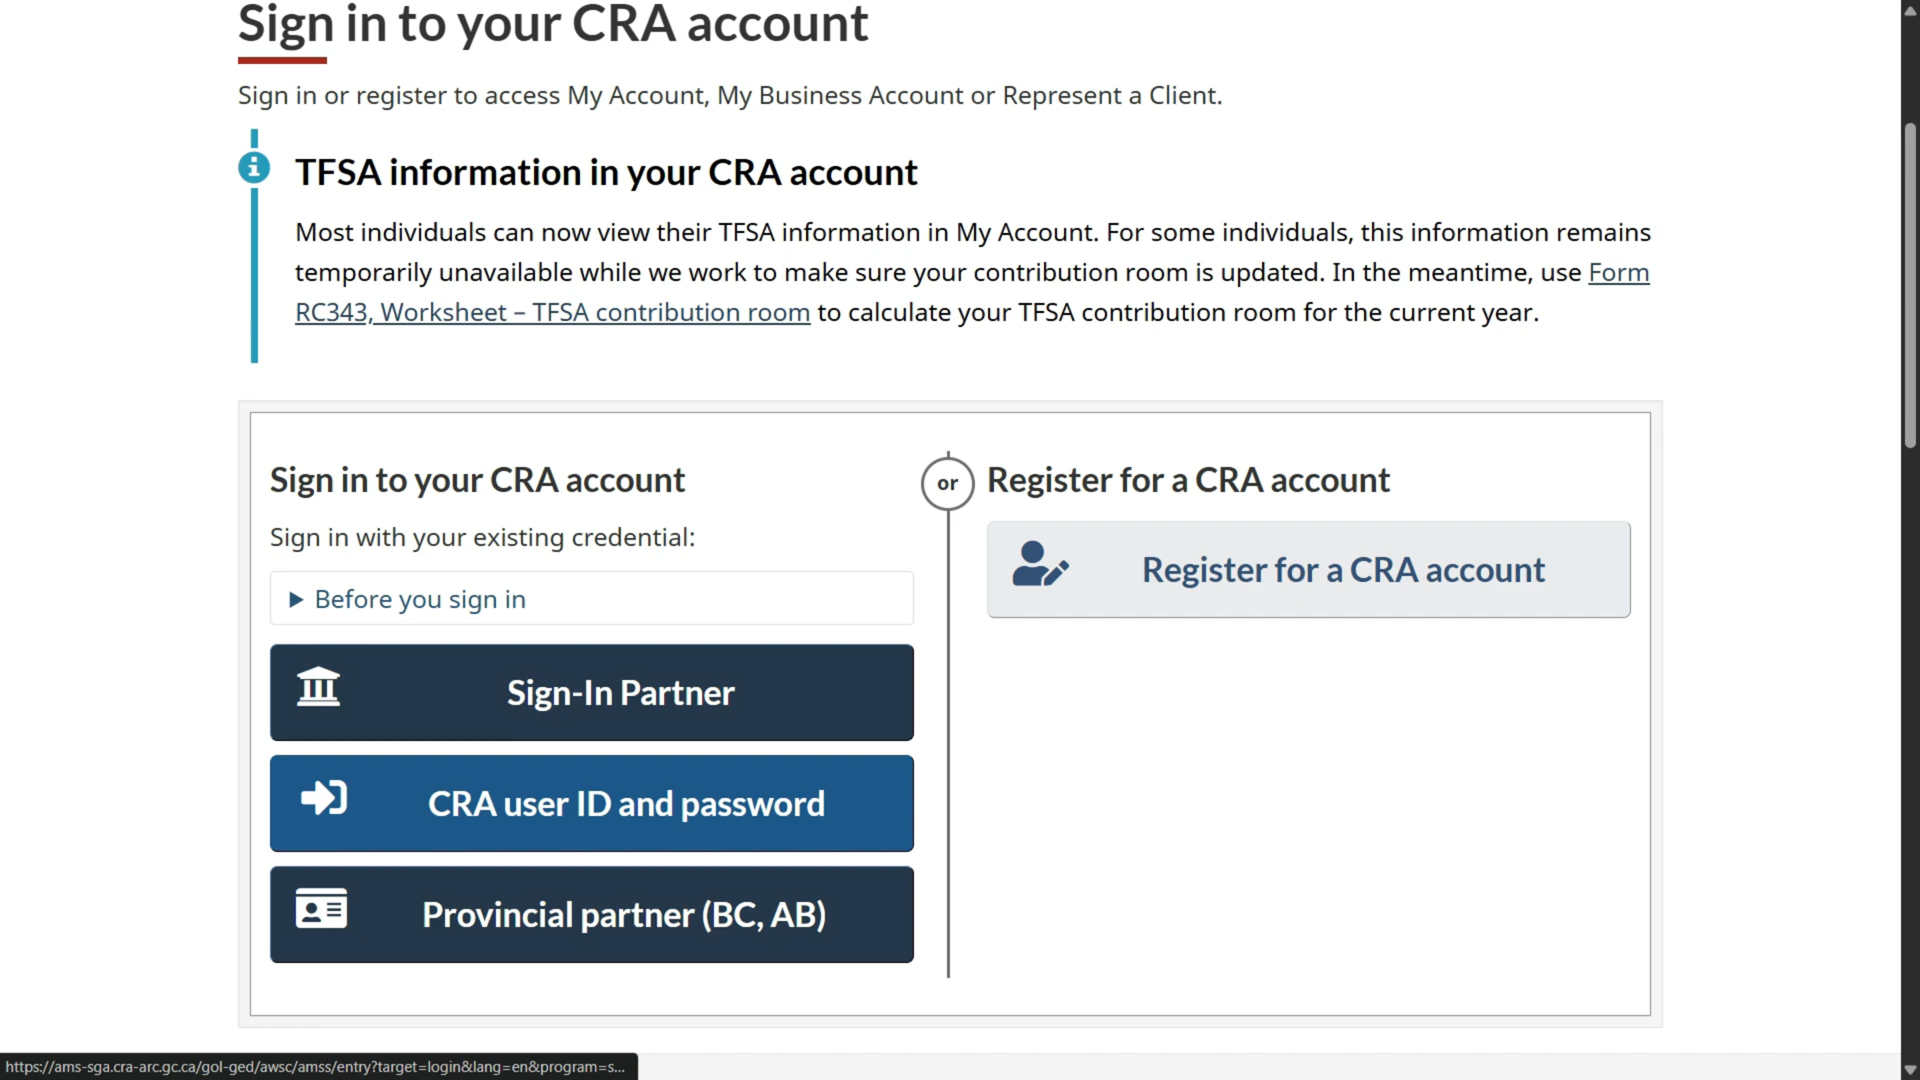 Sign in to your CRA account
Sign in or register to access My Account, My Business Account or Represent a Client.
TFSA information in your CRA account
Most individuals can now view their TFSA information in My Account. For some individuals, this information remains
temporarily unavailable while we work to make sure your contribution room is updated. In the meantime, use Form
RC343, Worksheet – TFSA contribution room to calculate your TFSA contribution room for the current year.
Sign in to your CRA account
Sign in with your existing credential:
Before you sign in
Sign-In Partner
CRA user ID and password
Provincial partner (BC, AB)
or
Register for a CRA account
Register for a CRA account
https://ams-sga.cra-arc.gc.ca/gol-ged/awsc/amss/entry?target=login&lang=en&program=s...